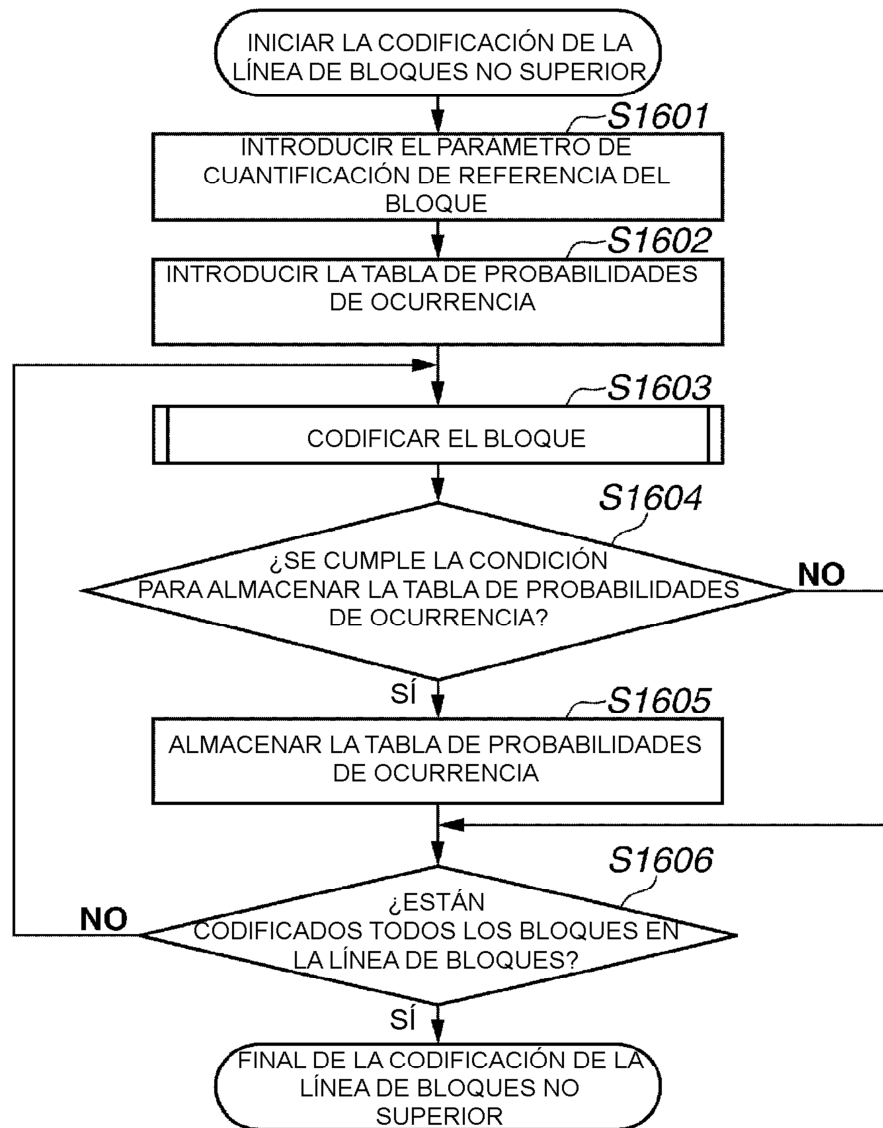 INICIAR LA CODIFICACIÓN DE LA
LÍNEA DE BLOQUES NO SUPERIOR
S1601
INTRODUCIR EL PARAMETRO DE
CUANTIFICACIÓN DE REFERENCIA DEL
BLOQUE
S1602
INTRODUCIR LA TABLA DE PROBABILIDADES
DE OCURRENCIA
S1603
CODIFICAR EL BLOQUE
S1604
¿SE CUMPLE LA CONDICIÓN
PARA ALMACENAR LA TABLA DE PROBABILIDADES
DE OCURRENCIA?
NO
SÍ
S1605
ALMACENAR LA TABLA DE PROBABILIDADES
DE OCURRENCIA
S1606
¿ESTÁN
CODIFICADOS TODOS LOS BLOQUES EN
LA LÍNEA DE BLOQUES?
NO
SÍ
FINAL DE LA CODIFICACIÓN DE LA
LÍNEA DE BLOQUES NO
SUPERIOR